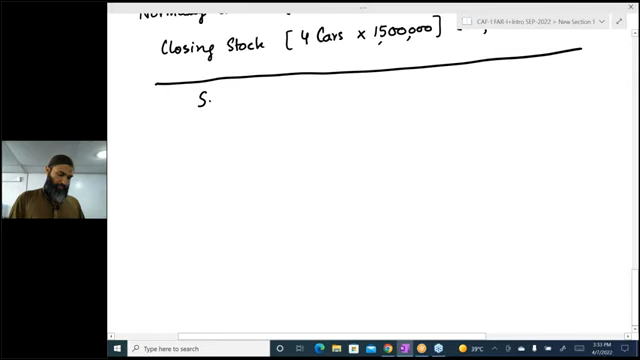 CAF-1 FAR-I+Intro SEP-2022 > New Section 1
Closing Stock [ 4 Cars x 1500,000 ]
S.
Type here to search
39°C
3:33 PM
4/7/2022